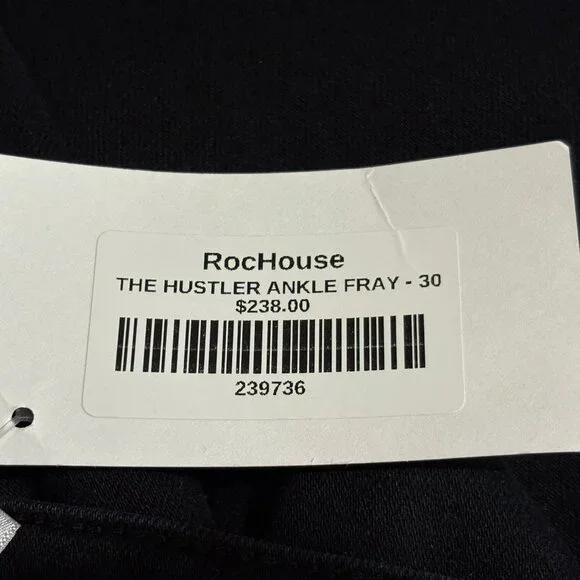 RocHouse
THE HUSTLER ANKLE FRAY - 30
$238.00
239736